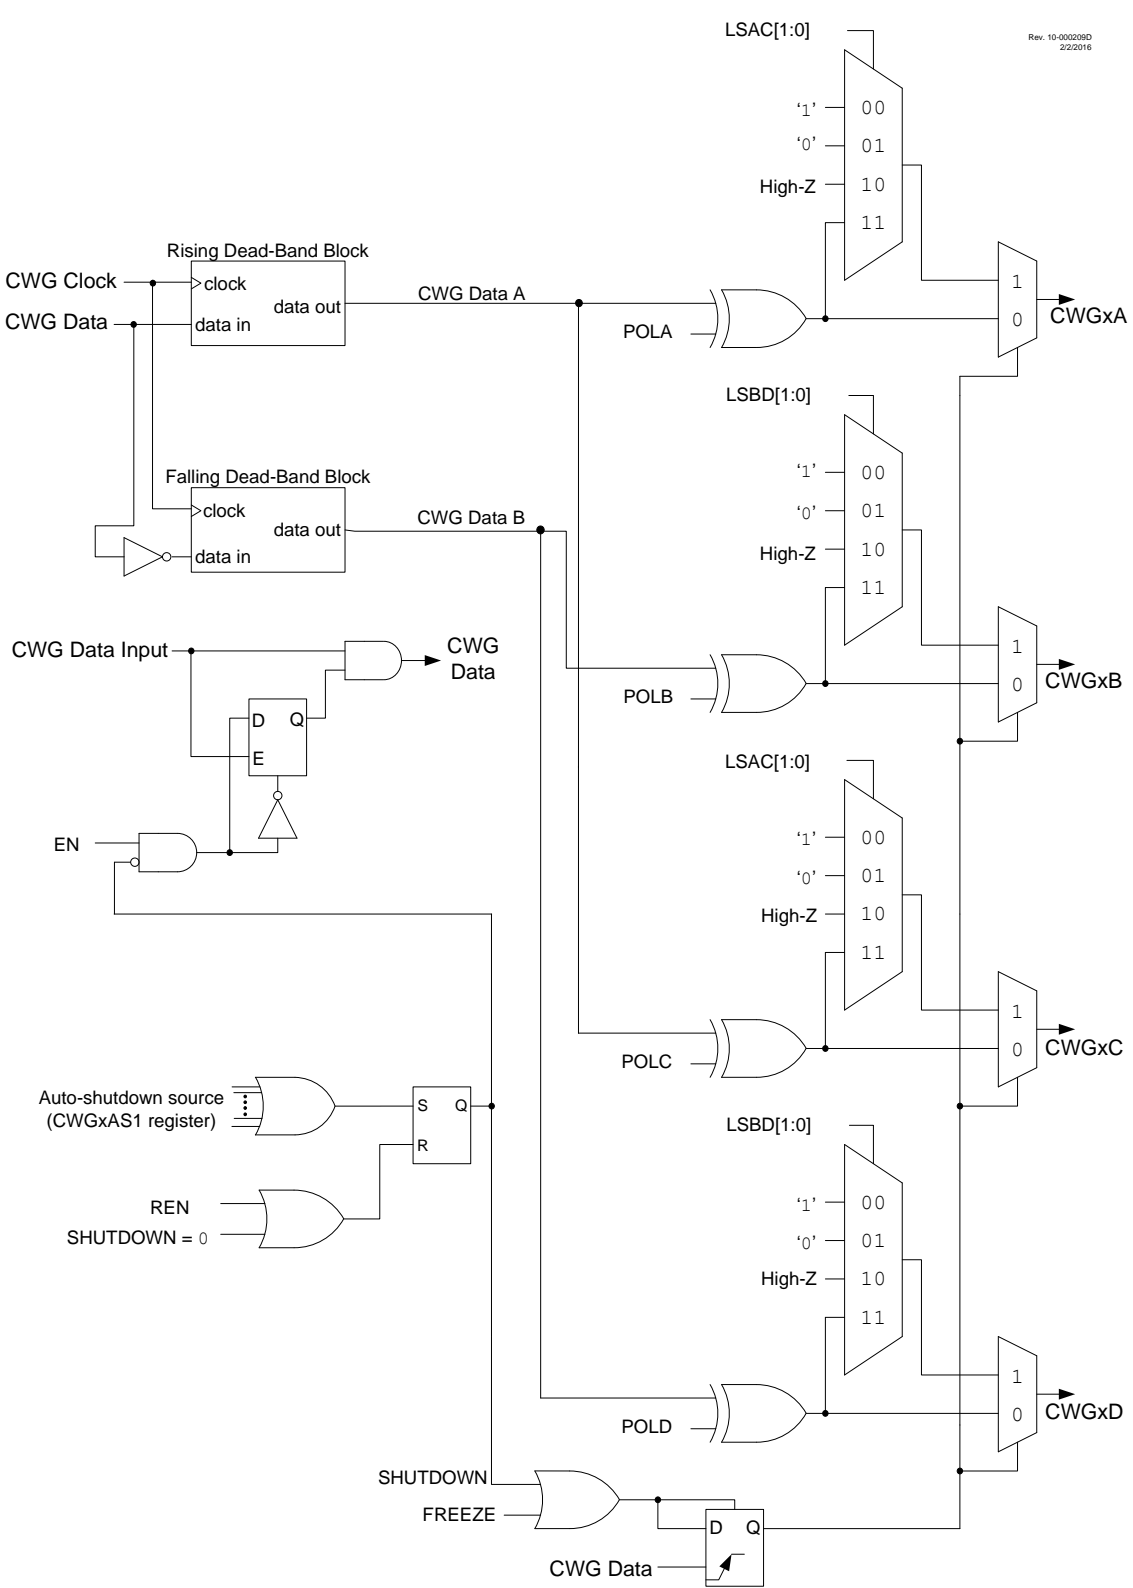 LSAC[1:0]
Rev. 10-000209D
2/2/2016
‘1’ 00
‘0’ 01
High-Z 10
11
Rising Dead-Band Block
CWG Clock clock
data out
CWG Data data in
CWG Data A
POLA
1
0
CWGxA
LSBD[1:0]
‘1’ 00
‘0’ 01
High-Z 10
11
Falling Dead-Band Block
clock
data out
data in
CWG Data B
POLB
1
0
CWGxB
CWG Data Input
CWG
Data
D Q
E
EN
LSAC[1:0]
‘1’ 00
‘0’ 01
High-Z 10
11
POLC
1
0
CWGxC
Auto-shutdown source
(CWGxAS1 register)
S Q
R
REN
SHUTDOWN = 0
LSBD[1:0]
‘1’ 00
‘0’ 01
High-Z 10
11
POLD
1
0
CWGxD
SHUTDOWN
FREEZE
D Q
CWG Data